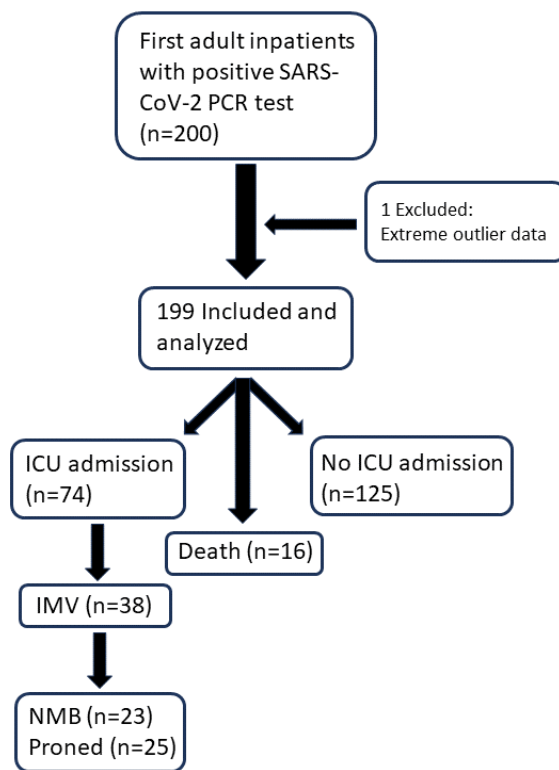 First adult inpatients
with positive SARS-
CoV-2 PCR test
(n=200)
1 Excluded:
Extreme outlier data
199 Included and
analyzed
ICU admission
(n=74)
No ICU admission
(n=125)
Death (n=16)
IMV (n=38)
NMB (n=23)
Proned (n=25)